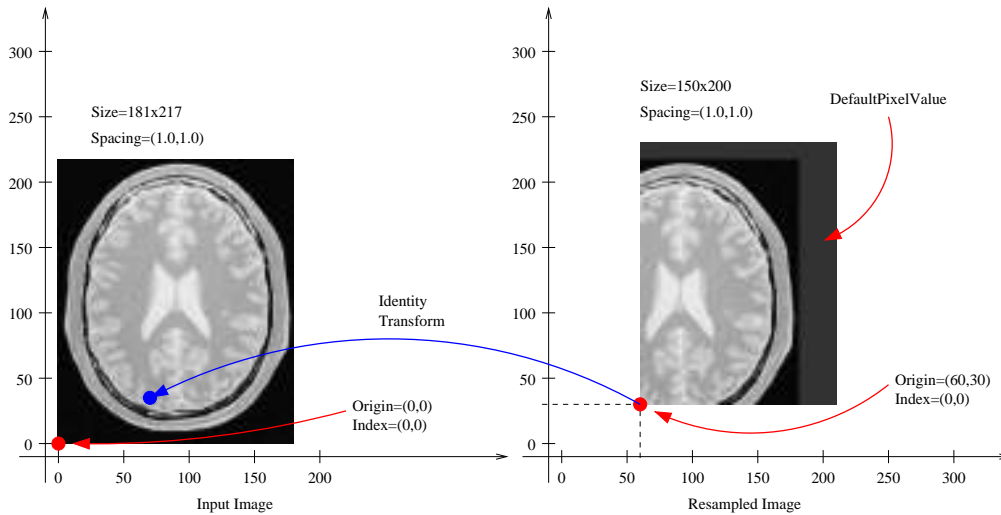 300
250
200
150
100
50
0
0 50 100 150 200
Input Image
Size=181x217
Spacing=(1.0,1.0)
Origin=(0,0)
Index=(0,0)
Identity
Transform
300
250
200
150
100
50
0
0 50 100 150 200 250 300
Resampled Image
Size=150x200
Spacing=(1.0,1.0)
DefaultPixelValue
Origin=(60,30)
Index=(0,0)